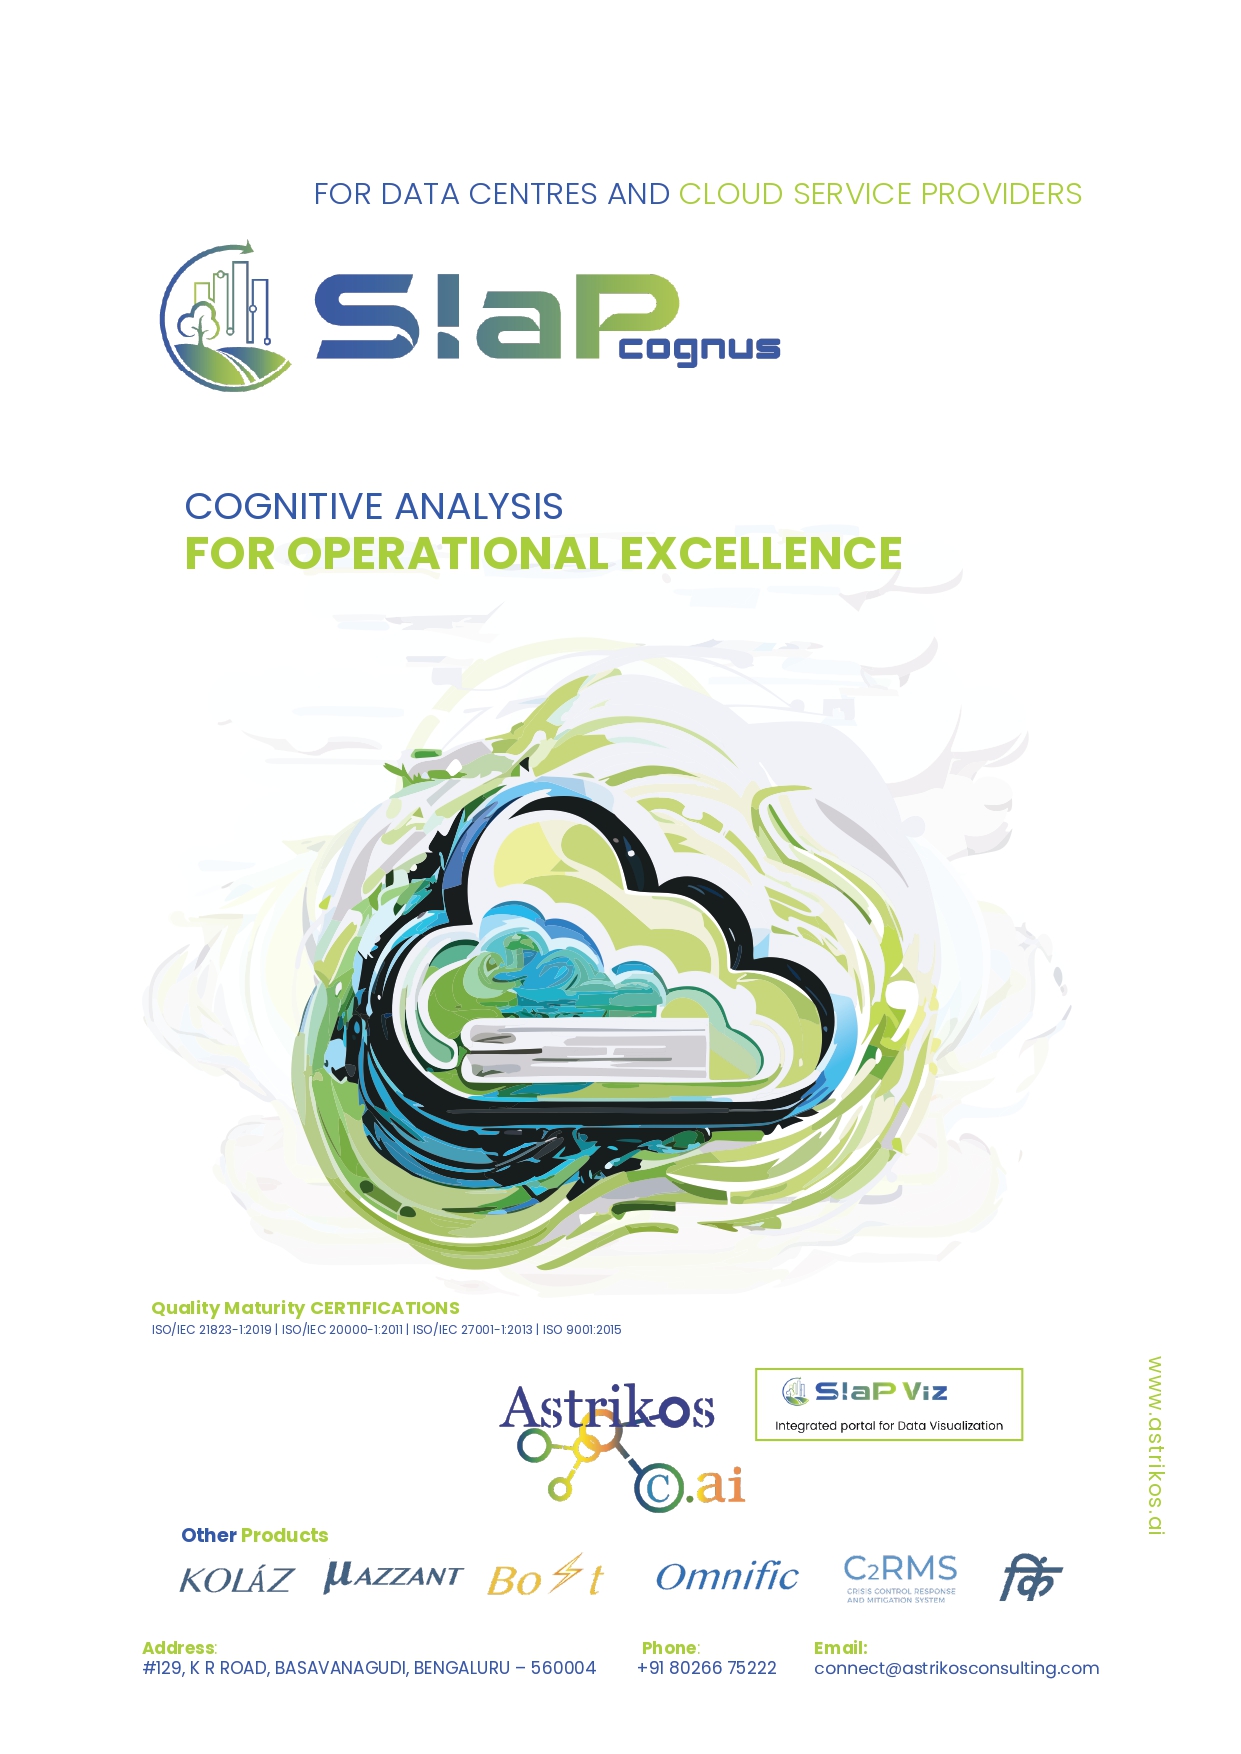 FOR DATA CENTRES AND CLOUD SERVICE PROVIDERS
S!aP cognus
COGNITIVE ANALYSIS
FOR OPERATIONAL EXCELLENCE
Quality Maturity CERTIFICATIONS
ISO/IEC 21823-1:2019 | ISO/IEC 20000-1:2011 | ISO/IEC 27001-1:2013 | ISO 9001:2015
Astrikos
c.ai
S!aP Viz
Integrated portal for Data Visualization
www.astrikos.ai
Other Products
KOLÁZ
μAZZANT
Bo⚡t
Omnific
C2RMS
CRISIS CONTROL RESPONSE
AND MITIGATION SYSTEM
किं
Address:
#129, K R ROAD, BASAVANAGUDI, BENGALURU – 560004
Phone:
+91 80266 75222
Email:
connect@astrikosconsulting.com